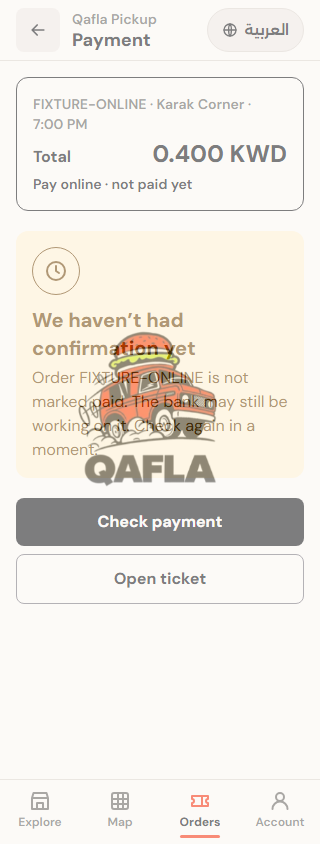 Qafla Pickup
Payment
العربية
FIXTURE-ONLINE · Karak Corner ·
7:00 PM
Total 0.400 KWD
Pay online · not paid yet
We haven’t had
confirmation yet
Order FIXTURE-ONLINE is not
marked paid. The bank may still be
working on it. Check again in a
moment.
QAFLA
Check payment
Open ticket
Explore Map Orders Account